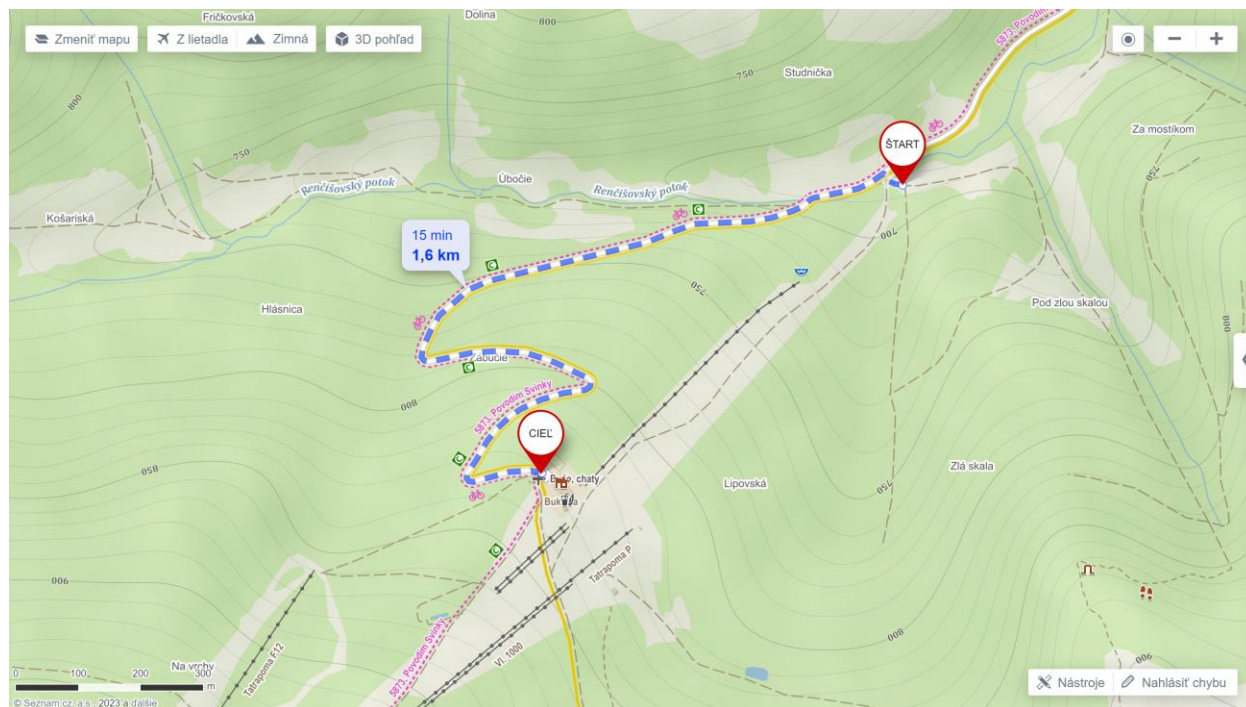 Fričkovská
Dolina
800
5873, Povodím Svinky
Zmeniť mapu
Z lietadla
Zimná
3D pohľad
Studnička
750
800
Za mostíkom
ŠTART
750
750
Renčišovský potok
Úbočie
Renčišovský potok
Košariská
700
15 min
1,6 km
750
Hlásnica
Pod zlou skalou
800
Zábučie
800
5873, Povodím Svinky
CIEĽ
850
Zlá skala
chaty
Lipovská
750
Tatrapoma P
900
800
Na vrchy
Tatrapoma F12
5873, Povodím Svinky
Vl. 1000
900
0 100 200 300
m
Nástroje
Nahlásiť chybu
© Seznam.cz, a.s., 2023 a ďalšie